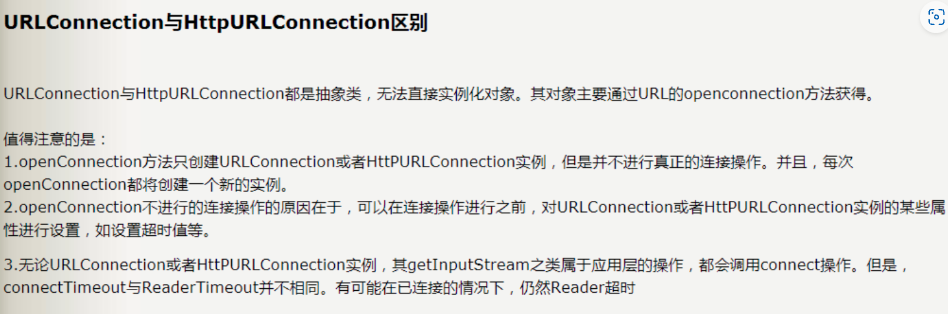 URLConnection与HttpURLConnection区别
URLConnection与HttpURLConnection都是抽象类，无法直接实例化对象。其对象主要通过URL的openconnection方法获得。
值得注意的是：
1.openConnection方法只创建URLConnection或者HttPURLConnection实例，但是并不进行真正的连接操作。并且，每次
openConnection都将创建一个新的实例。
2.openConnection不进行的连接操作的原因在于，可以在连接操作进行之前，对URLConnection或者HttPURLConnection实例的某些属
性进行设置，如设置超时值等。
3.无论URLConnection或者HttPURLConnection实例，其getInputStream之类属于应用层的操作，都会调用connect操作。但是，
connectTimeout与ReaderTimeout并不相同。有可能在已连接的情况下，仍然Reader超时